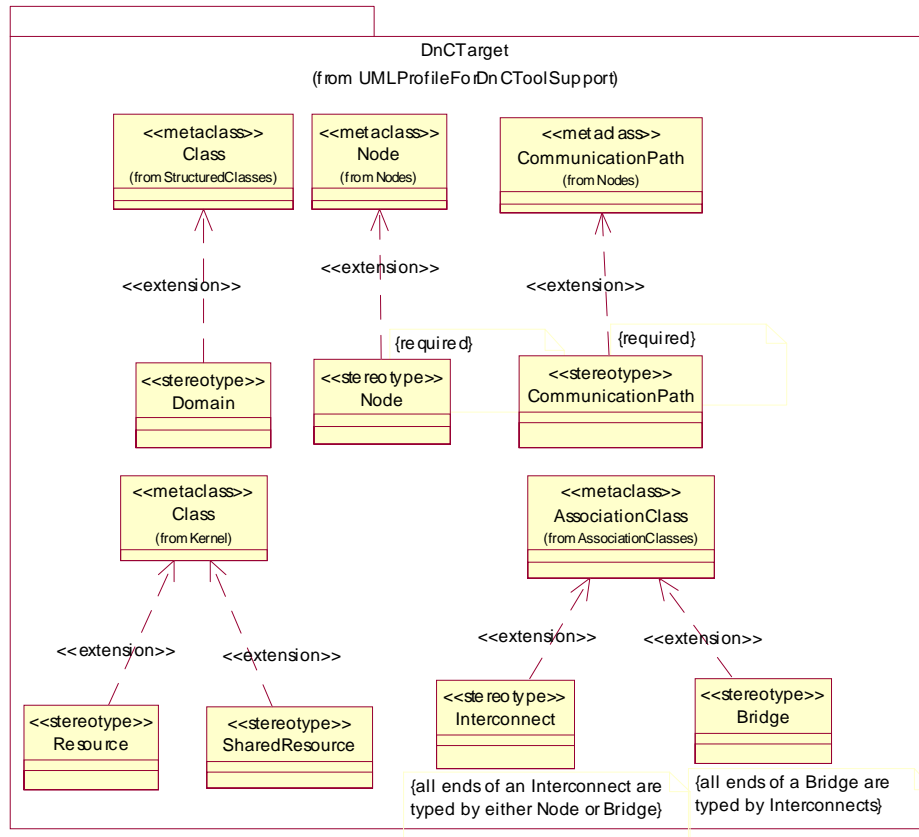 DnCTarget
(from UMLProfileForDnCToolSupport)
<<metaclass>>
Class
(from StructuredClasses)
<<metaclass>>
Node
(from Nodes)
<<metaclass>>
CommunicationPath
(from Nodes)
<<extension>>
<<extension>>
<<extension>>
{required}
{required}
<<stereotype>>
Domain
<<stereotype>>
Node
<<stereotype>>
CommunicationPath
<<metaclass>>
Class
(from Kernel)
<<metaclass>>
AssociationClass
(from AssociationClasses)
<<extension>>
<<extension>>
<<extension>>
<<extension>>
<<stereotype>>
Resource
<<stereotype>>
SharedResource
<<stereotype>>
Interconnect
<<stereotype>>
Bridge
{all ends of an Interconnect are
typed by either Node or Bridge}
{all ends of a Bridge are
typed by Interconnects}